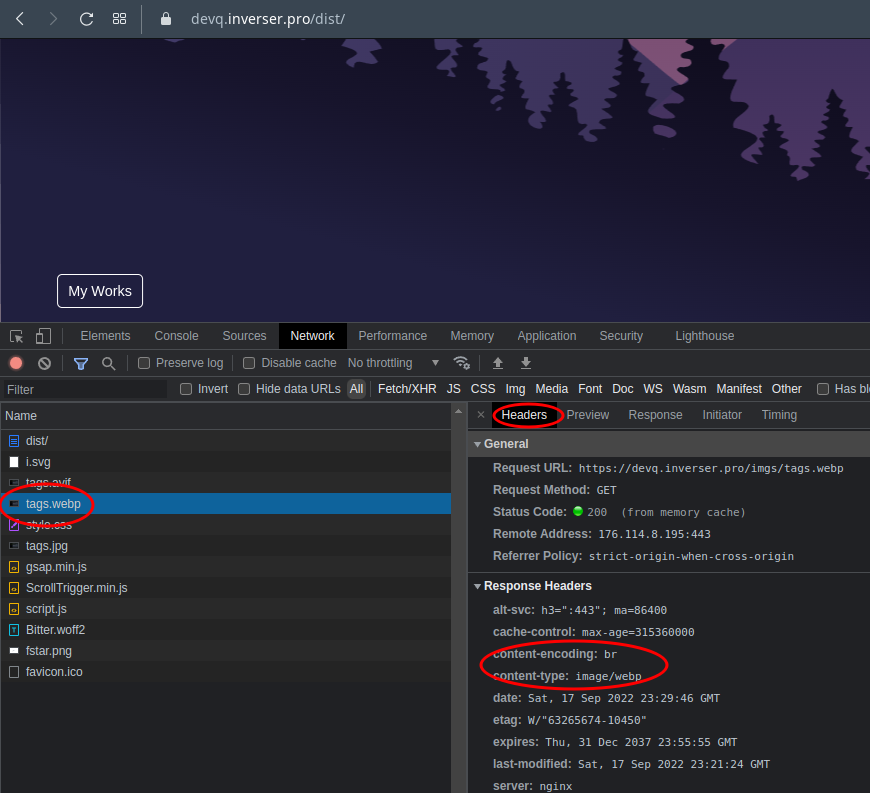 devq.inverser.pro/dist/
My Works
Elements Console Sources Network Performance Memory Application Security Lighthouse
Preserve log Disable cache No throttling
Filter Invert Hide data URLs All Fetch/XHR JS CSS Img Media Font Doc WS Wasm Manifest Other Has blo
Name
dist/
i.svg
tags.avif
tags.webp
style.css
tags.jpg
gsap.min.js
ScrollTrigger.min.js
script.js
Bitter.woff2
fstar.png
favicon.ico
× Headers Preview Response Initiator Timing
General
Request URL: https://devq.inverser.pro/imgs/tags.webp
Request Method: GET
Status Code: 200 (from memory cache)
Remote Address: 176.114.8.195:443
Referrer Policy: strict-origin-when-cross-origin
Response Headers
alt-svc: h3=":443"; ma=86400
cache-control: max-age=315360000
content-encoding: br
content-type: image/webp
date: Sat, 17 Sep 2022 23:29:46 GMT
etag: W/"63265674-10450"
expires: Thu, 31 Dec 2037 23:55:55 GMT
last-modified: Sat, 17 Sep 2022 23:21:24 GMT
server: nginx